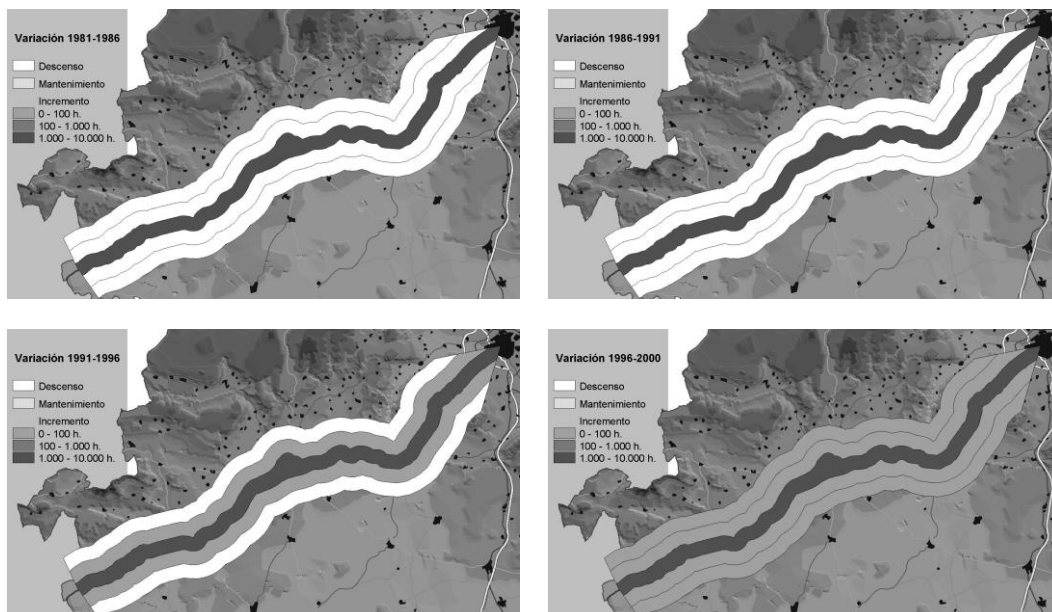 Variación 1981-1986
Descenso
Mantenimiento
Incremento
0 - 100 h.
100 - 1.000 h.
1.000 - 10.000 h.
Variación 1986-1991
Descenso
Mantenimiento
Incremento
0 - 100 h.
100 - 1.000 h.
1.000 - 10.000 h.
Variación 1991-1996
Descenso
Mantenimiento
Incremento
0 - 100 h.
100 - 1.000 h.
1.000 - 10.000 h.
Variación 1996-2000
Descenso
Mantenimiento
Incremento
0 - 100 h.
100 - 1.000 h.
1.000 - 10.000 h.